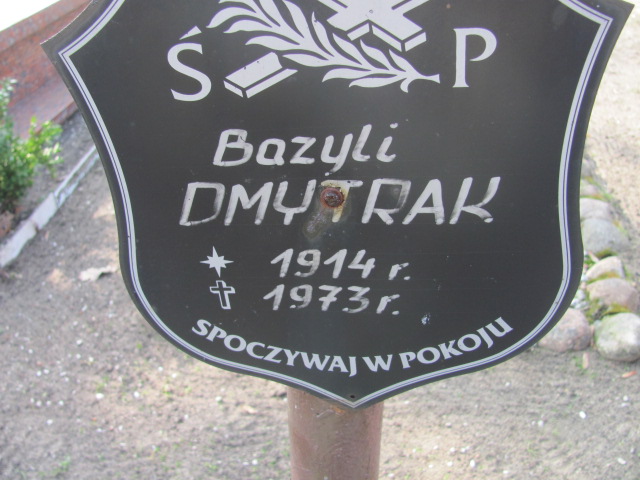 Ś P
Bazyli
DMYTRAK
1914 r.
1973 r.
SPOCZYWAJ W POKOJU